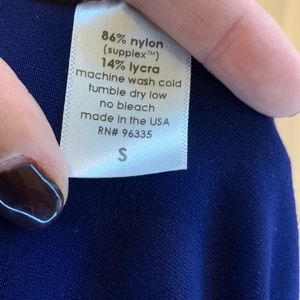 86% nylon
(supplex™)
14% lycra
machine wash cold
tumble dry low
no bleach
made in the USA
RN# 96335
S